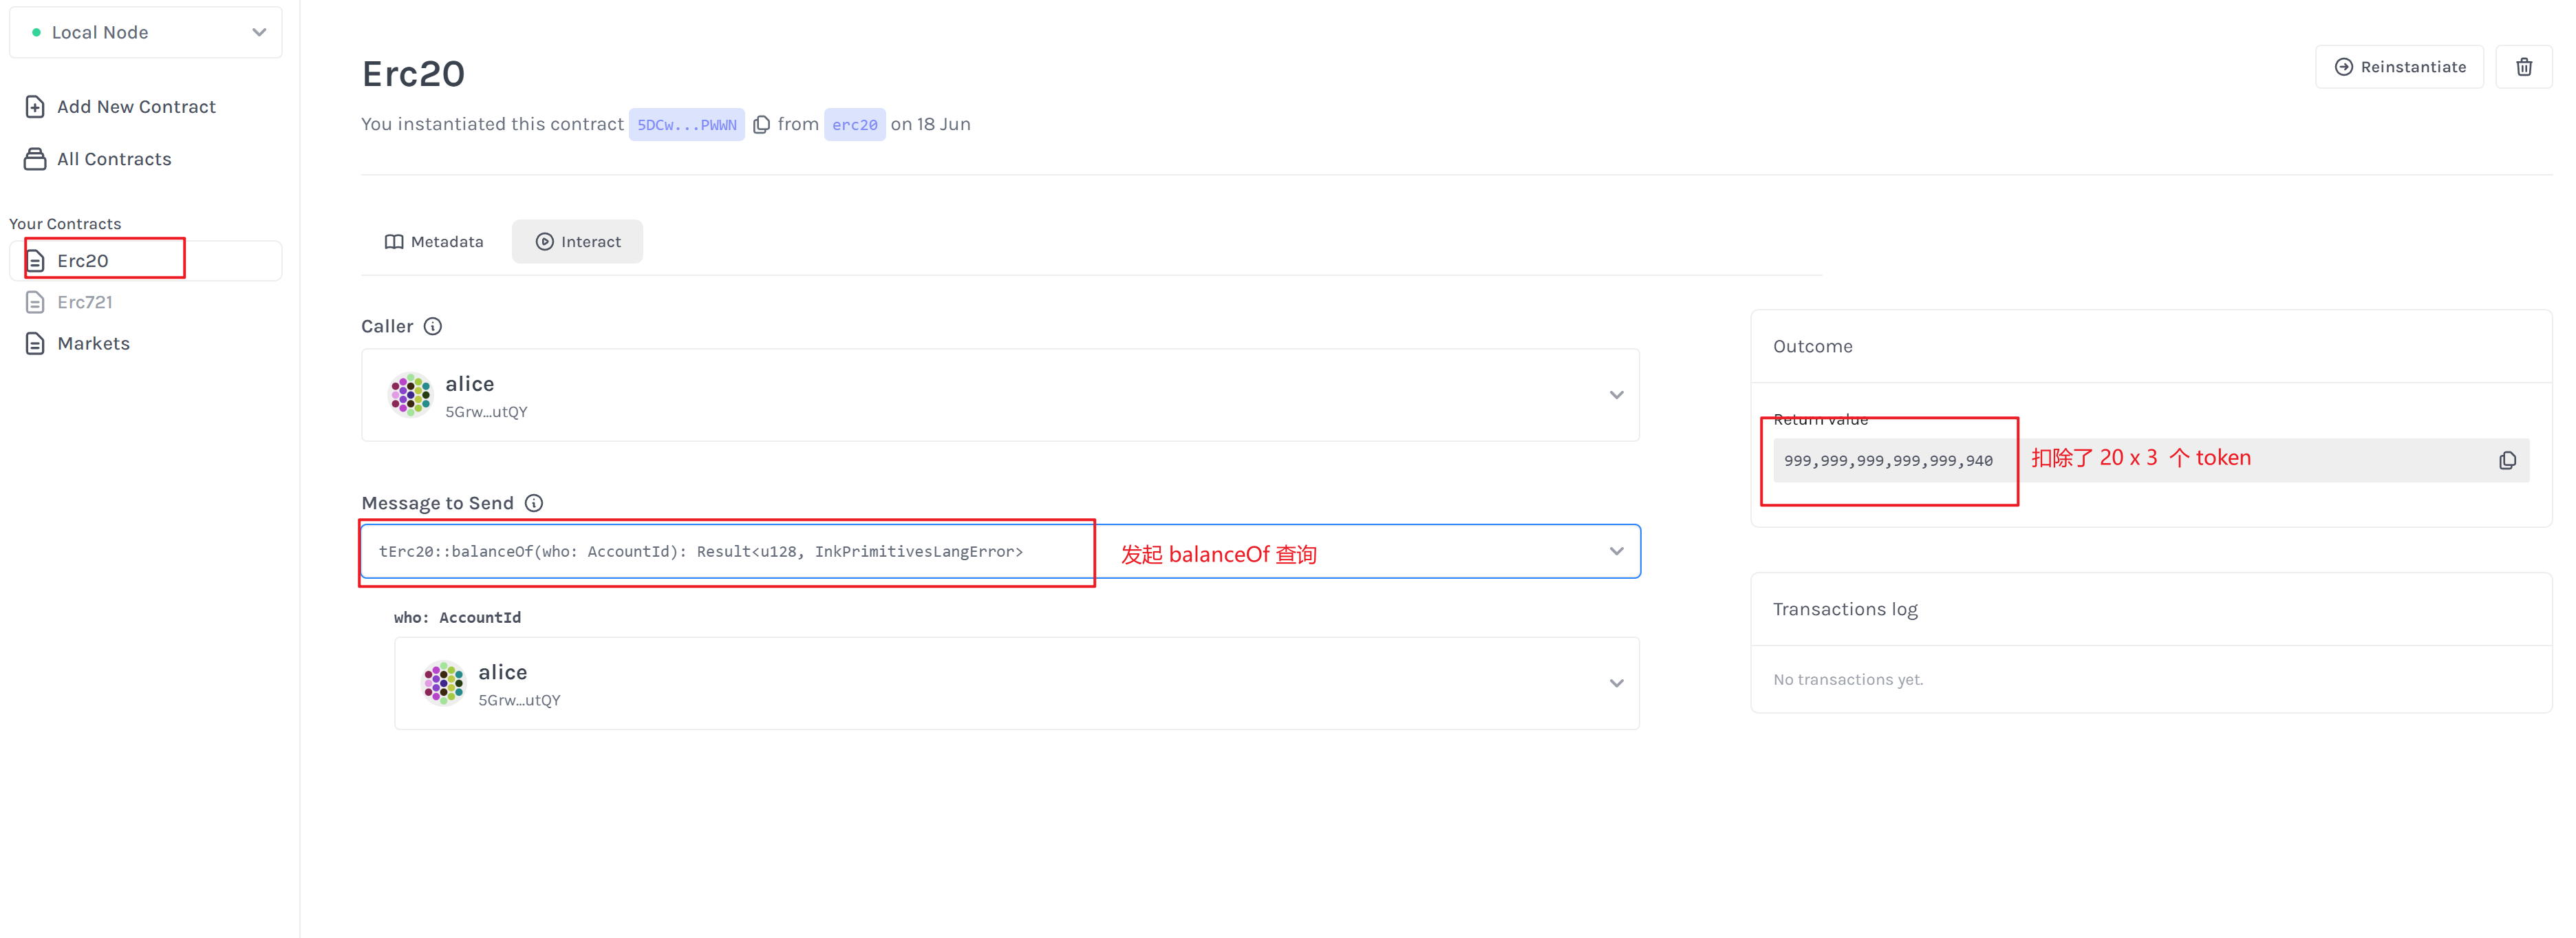 Local Node
Add New Contract
All Contracts
Your Contracts
Erc20
Erc721
Markets
Erc20
You instantiated this contract 5DCw...PWWN from erc20 on 18 Jun
Reinstantiate
Metadata
Interact
Caller
alice
5Grw...utQY
Message to Send
tErc20::balanceOf(who: AccountId): Result<u128, InkPrimitivesLangError>
发起 balanceOf 查询
who: AccountId
alice
5Grw...utQY
Outcome
Return value
999,999,999,999,999,940
扣除了 20 x 3 个 token
Transactions log
No transactions yet.